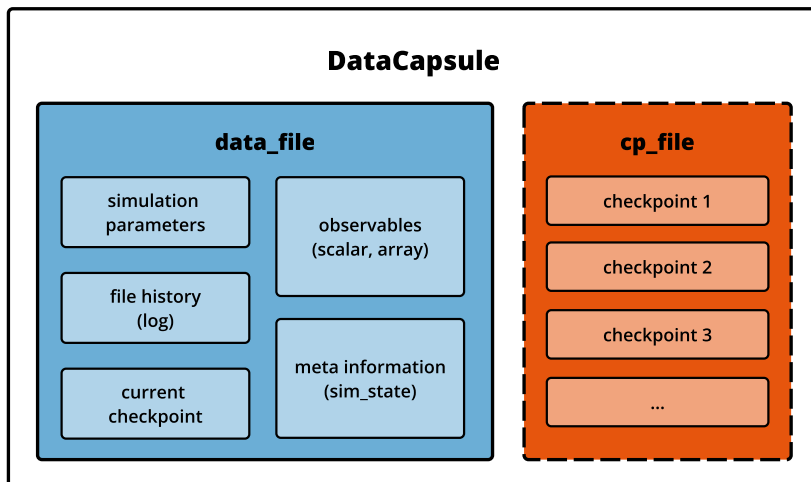 DataCapsule
data_file
simulation
parameters
file history
(log)
current
checkpoint
observables
(scalar, array)
meta information
(sim_state)
cp_file
checkpoint 1
checkpoint 2
checkpoint 3
...